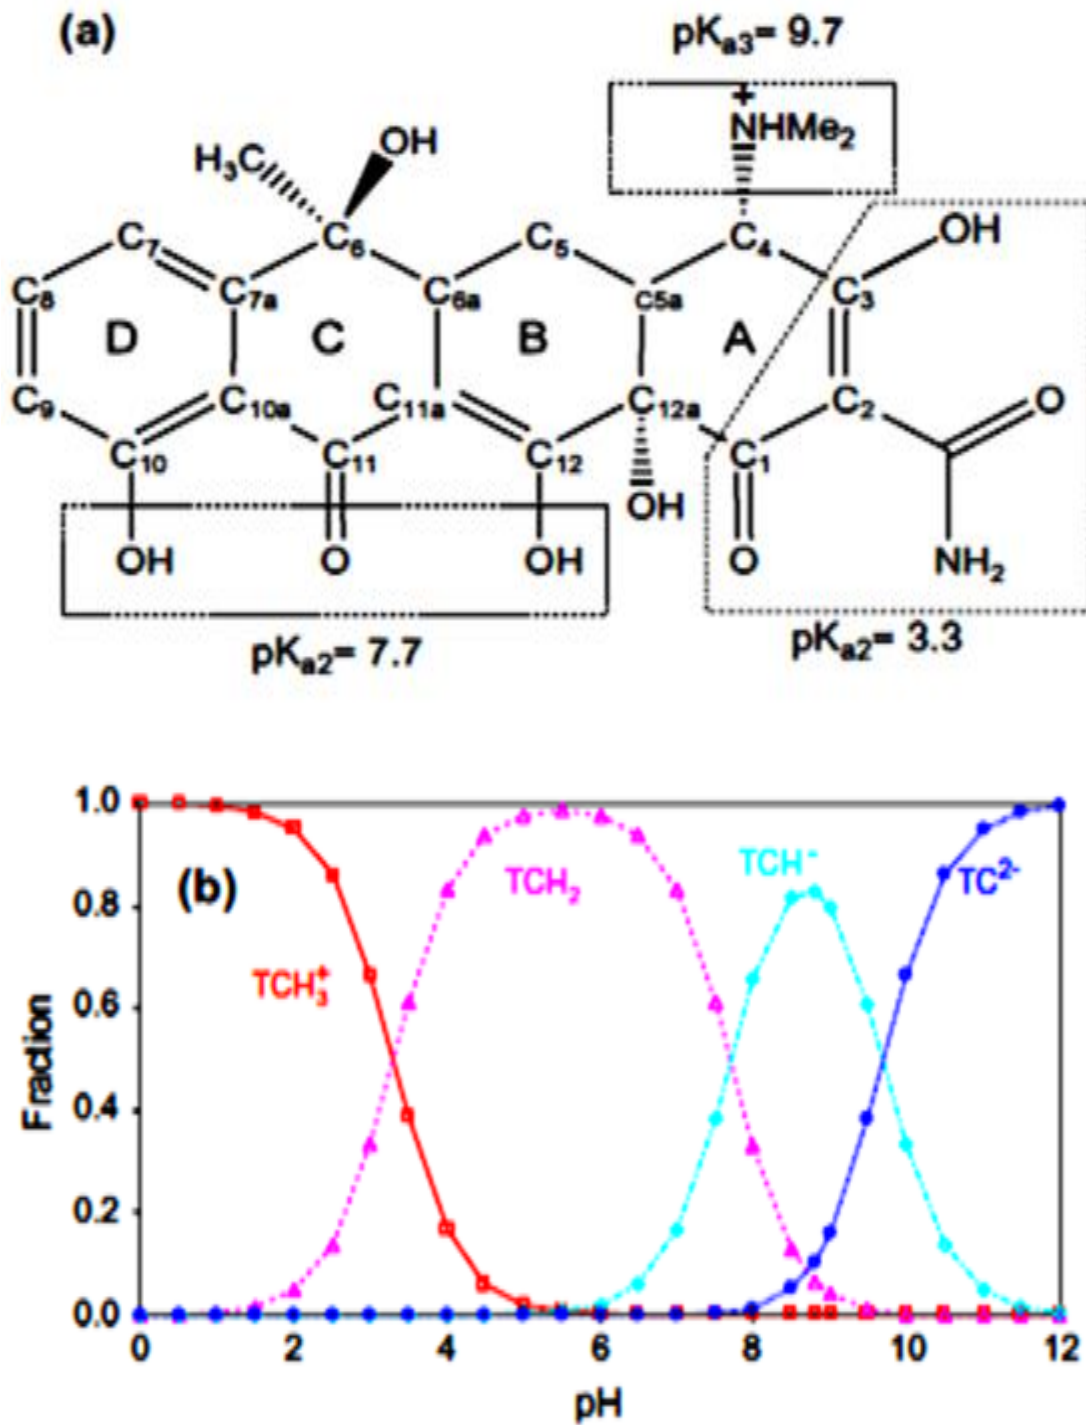 (a)
pKa3= 9.7
+
NHMe2
OH
H3C
C7
C6
C5
C4
OH
C8
C7a
C6a
C5a
C3
D
C
B
A
C9
C10a
C11a
C12a
C2
O
C10
C11
C12
C1
OH
OH
O
OH
O
NH2
pKa2= 7.7
pKa2= 3.3
1.0
(b)
TCH2
TCH-
TC2-
0.8
TCH3+
0.6
0.4
0.2
0.0
Fraction
0 2 4 6 8 10 12
pH